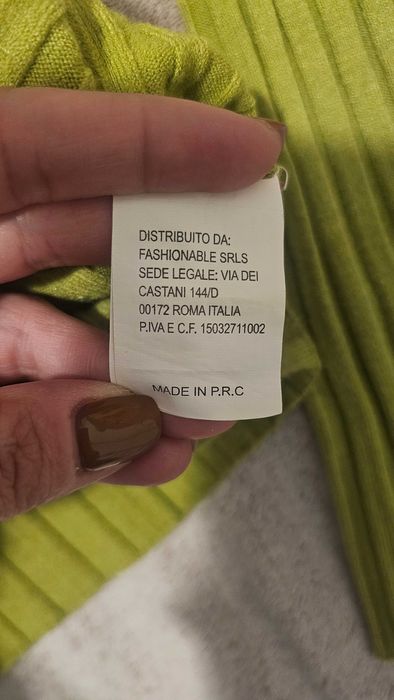 DISTRIBUITO DA:
FASHIONABLE SRLS
SEDE LEGALE: VIA DEI
CASTANI 144/D
00172 ROMA ITALIA
P.IVA E C.F. 15032711002
MADE IN P.R.C